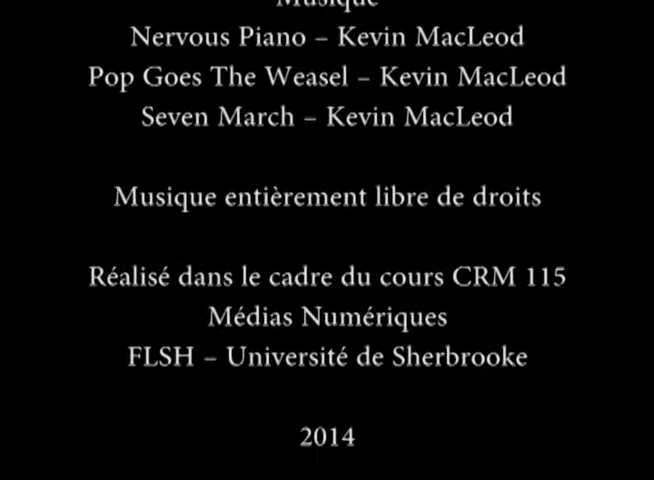 Musique
Nervous Piano – Kevin MacLeod
Pop Goes The Weasel – Kevin MacLeod
Seven March – Kevin MacLeod
Musique entièrement libre de droits
Réalisé dans le cadre du cours CRM 115
Médias Numériques
FLSH – Université de Sherbrooke
2014